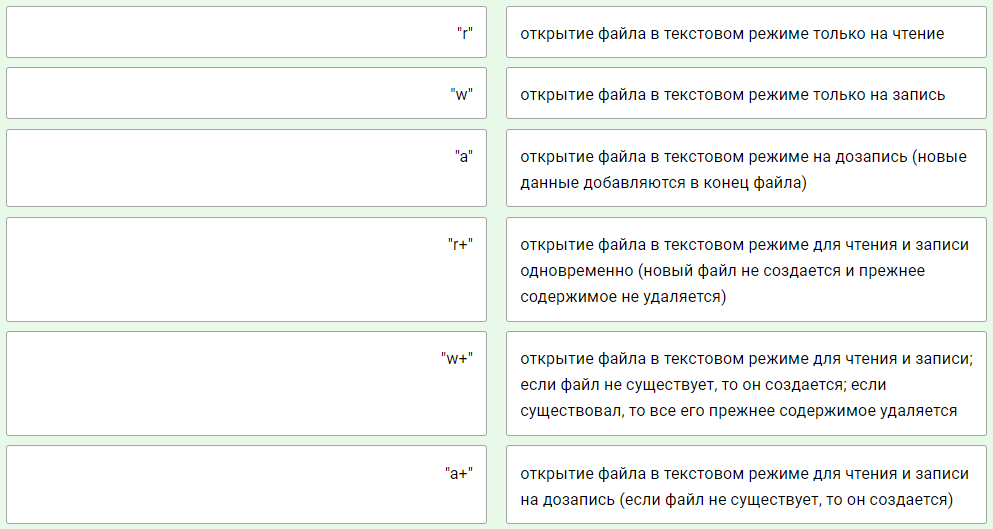 "r"
открытие файла в текстовом режиме только на чтение
"w"
открытие файла в текстовом режиме только на запись
"a"
открытие файла в текстовом режиме на дозапись (новые
данные добавляются в конец файла)
"r+"
открытие файла в текстовом режиме для чтения и записи
одновременно (новый файл не создается и прежнее
содержимое не удаляется)
"w+"
открытие файла в текстовом режиме для чтения и записи;
если файл не существует, то он создается; если
существовал, то все его прежнее содержимое удаляется
"a+"
открытие файла в текстовом режиме для чтения и записи
на дозапись (если файл не существует, то он создается)